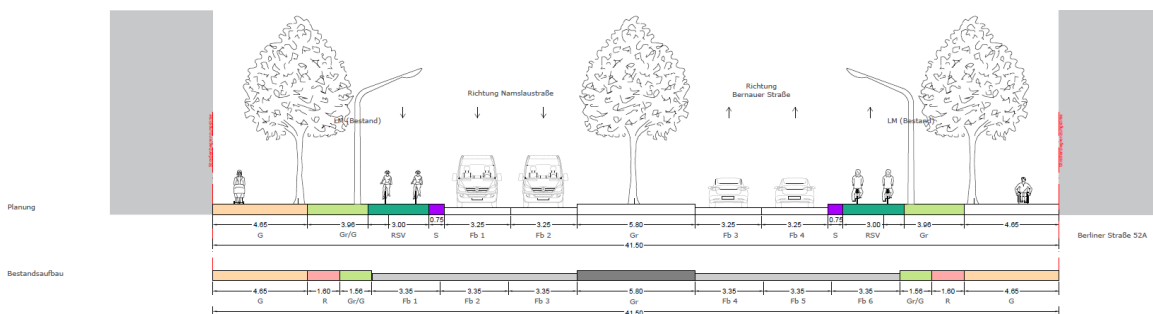 Richtung Namslaustraße
Richtung
Bernauer Straße
LM (Bestand)
LM (Bestand)
Planung
0.75
0.75
4.65
3.96
3.00
3.25
3.25
5.80
3.25
3.25
3.00
3.96
4.65
G
Gr/G
RSV
S
Fb 1
Fb 2
Gr
Fb 3
Fb 4
S
RSV
Gr
Berliner Straße 52A
41.50
Bestandsaufbau
4.65
1.60
1.56
3.35
3.35
3.35
5.80
3.35
3.35
3.35
1.56
1.60
4.65
G
R
Gr/G
Fb 1
Fb 2
Fb 3
Gr
Fb 4
Fb 5
Fb 6
Gr/G
R
G
41.50